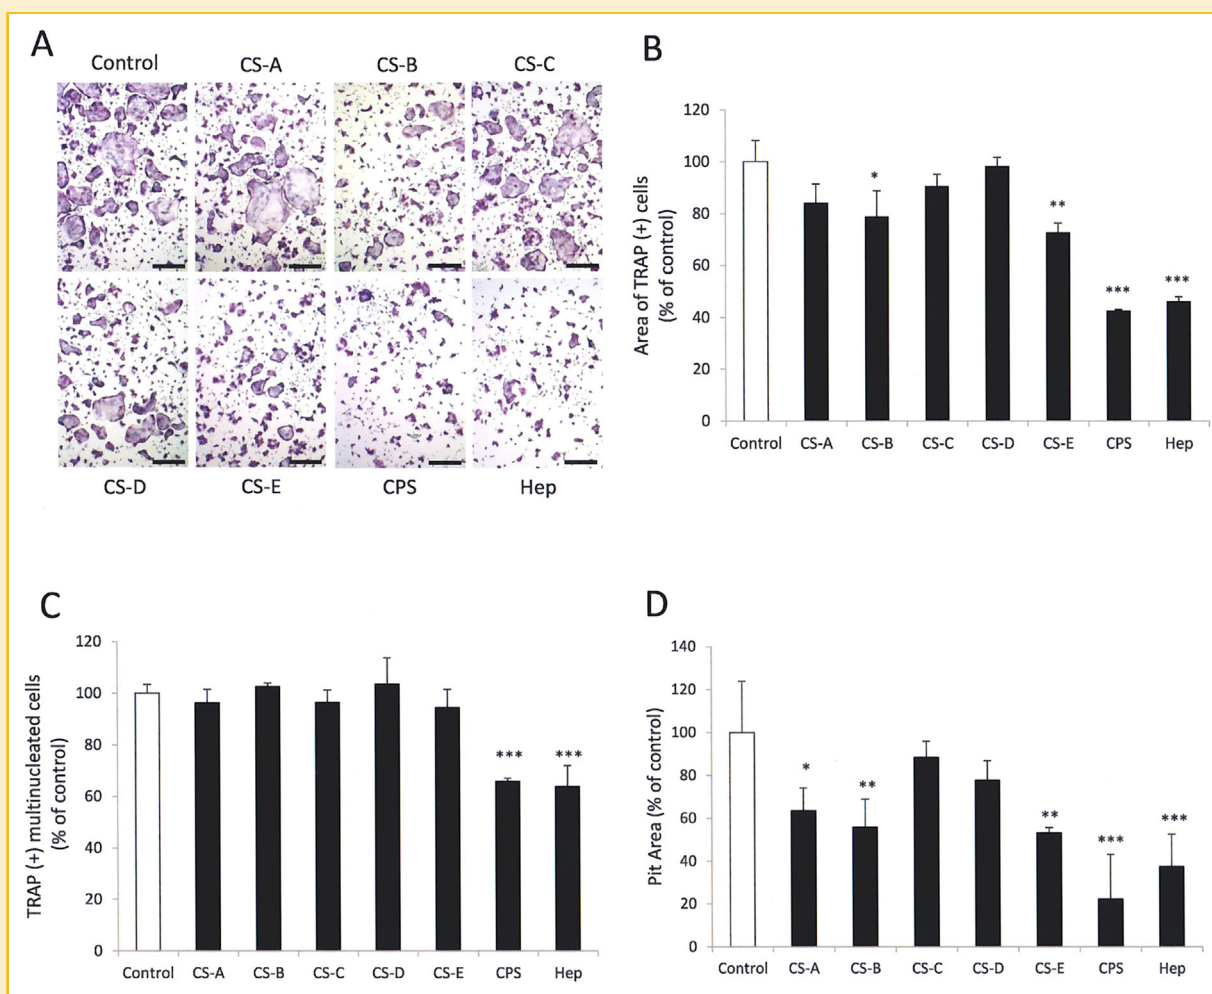 A
Control CS-A CS-B CS-C
CS-D CS-E CPS Hep
B
Area of TRAP (+) cells
(% of control)
120
100
80
60
40
20
0
*
**
***
***
Control CS-A CS-B CS-C CS-D CS-E CPS Hep
C
TRAP (+) multinucleated cells
(% of control)
120
100
80
60
40
20
0
***
***
Control CS-A CS-B CS-C CS-D CS-E CPS Hep
D
Pit Area (% of control)
140
120
100
80
60
40
20
0
*
**
**
***
***
Control CS-A CS-B CS-C CS-D CS-E CPS Hep